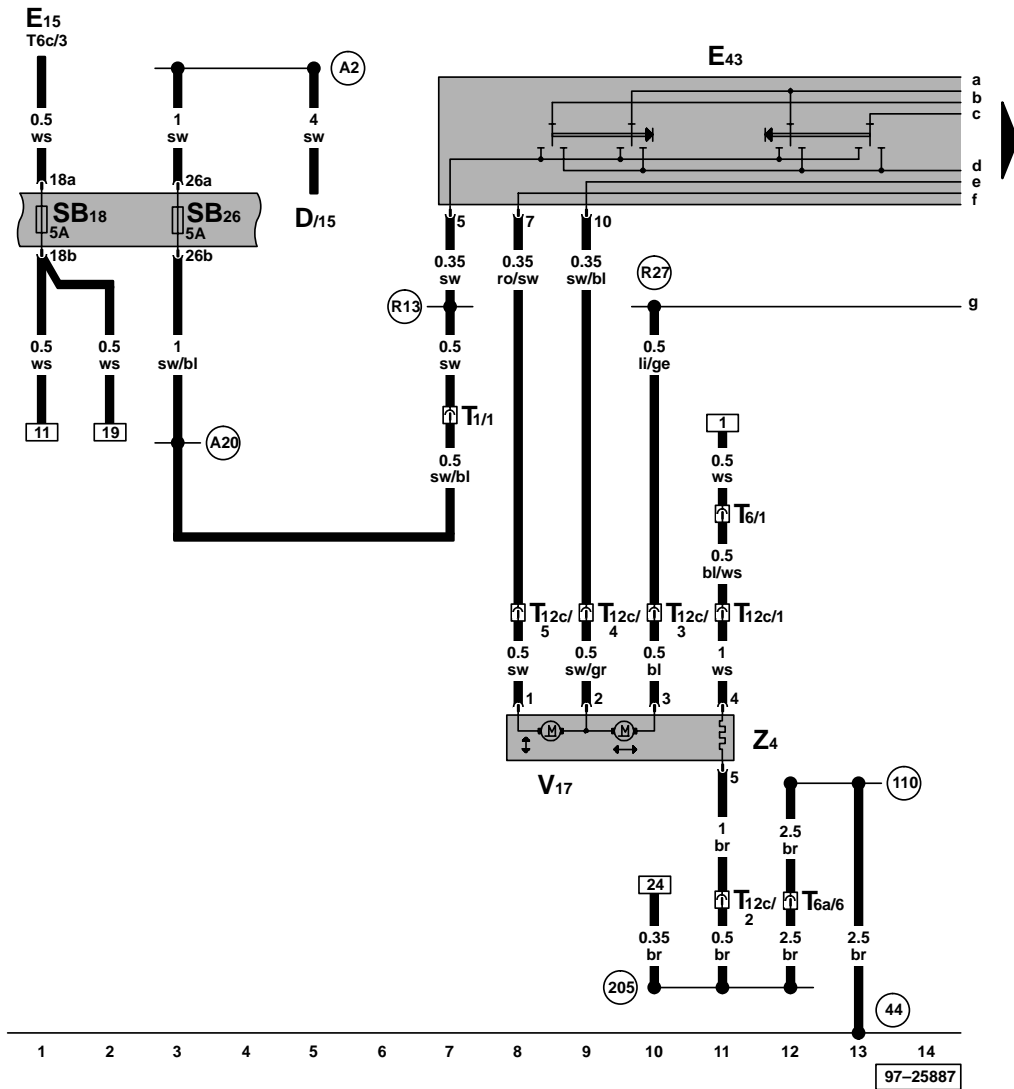 E15
T6c/3
A2
E43
a
b
c
d
e
f
0.5
ws
1
sw
4
sw
18a
26a
SB18
5A
SB26
5A
D/15
18b
26b
5
7
10
0.35
sw
0.35
ro/sw
0.35
sw/bl
R27
R13
g
0.5
ws
0.5
ws
1
sw/bl
0.5
sw
0.5
li/ge
T1/1
11
19
A20
1
0.5
sw/bl
0.5
ws
T6/1
0.5
bl/ws
T12c/
5
T12c/
4
T12c/
3
T12c/1
0.5
sw
0.5
sw/gr
0.5
bl
1
ws
1
2
3
4
M
M
Z4
V17
5
110
1
br
2.5
br
24
T12c/
2
T6a/6
0.35
br
0.5
br
2.5
br
2.5
br
205
44
1 2 3 4 5 6 7 8 9 10 11 12 13 14
97–25887